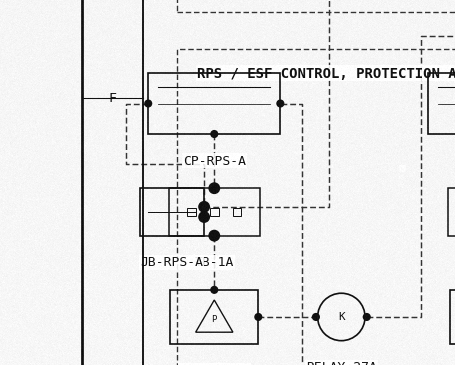 RPS / ESF CONTROL, PROTECTION A
F
CP-RPS-A
JB-RPS-A3-1A
P
K
RELAY-27A